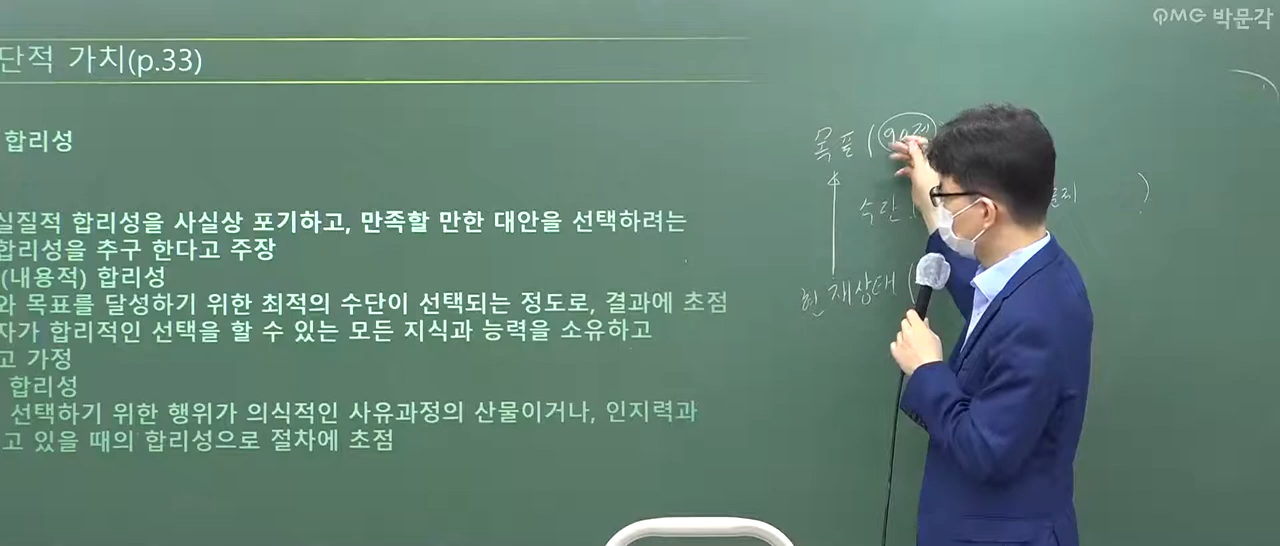 PMG 박문각
단적 가치(p.33)
합리성
실질적 합리성을 사실상 포기하고, 만족할 만한 대안을 선택하려는
합리성을 추구 한다고 주장
(내용적) 합리성
와 목표를 달성하기 위한 최적의 수단이 선택되는 정도로, 결과에 초점
자가 합리적인 선택을 할 수 있는 모든 지식과 능력을 소유하고
고 가정
합리성
선택하기 위한 행위가 의식적인 사유과정의 산물이거나, 인지력과
고 있을 때의 합리성으로 절차에 초점
목표 (90점
수단
현재상태 (